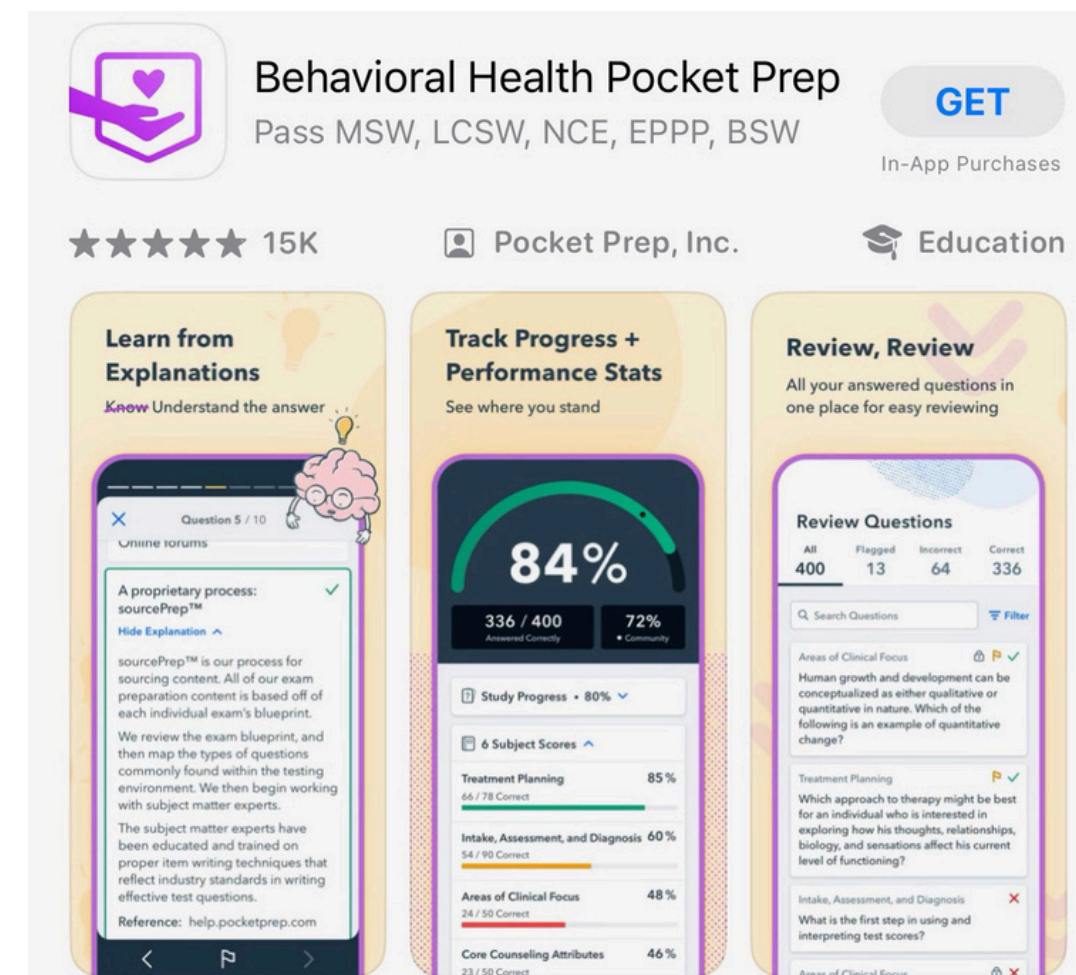 Behavioral Health Pocket Prep
Pass MSW, LCSW, NCE, EPPP, BSW
GET
In-App Purchases
15K
Pocket Prep, Inc.
Education
Learn from
Explanations
Know Understand the answer
Question 5 / 10
Online forums
A proprietary process:
sourcePrep™
Hide Explanation
sourcePrep™ is our process for
sourcing content. All of our exam
preparation content is based off of
each individual exam's blueprint.
We review the exam blueprint, and
then map the types of questions
commonly found within the testing
environment. We then begin working
with subject matter experts.
The subject matter experts have
been educated and trained on
proper item writing techniques that
reflect industry standards in writing
effective test questions.
Reference: help.pocketprep.com
Track Progress +
Performance Stats
See where you stand
84%
336 / 400
Answered Correctly
72%
• Community
Study Progress • 80%
6 Subject Scores
Treatment Planning 85%
66 / 78 Correct
Intake, Assessment, and Diagnosis 60%
54 / 90 Correct
Areas of Clinical Focus 48%
24 / 50 Correct
Core Counseling Attributes 46%
23 / 50 Correct
Review, Review
All your answered questions in
one place for easy reviewing
Review Questions
All Flagged Incorrect Correct
400 13 64 336
Search Questions Filter
Areas of Clinical Focus
Human growth and development can be
conceptualized as either qualitative or
quantitative in nature. Which of the
following is an example of quantitative
change?
Treatment Planning
Which approach to therapy might be best
for an individual who is interested in
exploring how his thoughts, relationships,
biology, and sensations affect his current
level of functioning?
Intake, Assessment, and Diagnosis
What is the first step in using and
interpreting test scores?
Areas of Clinical Focus